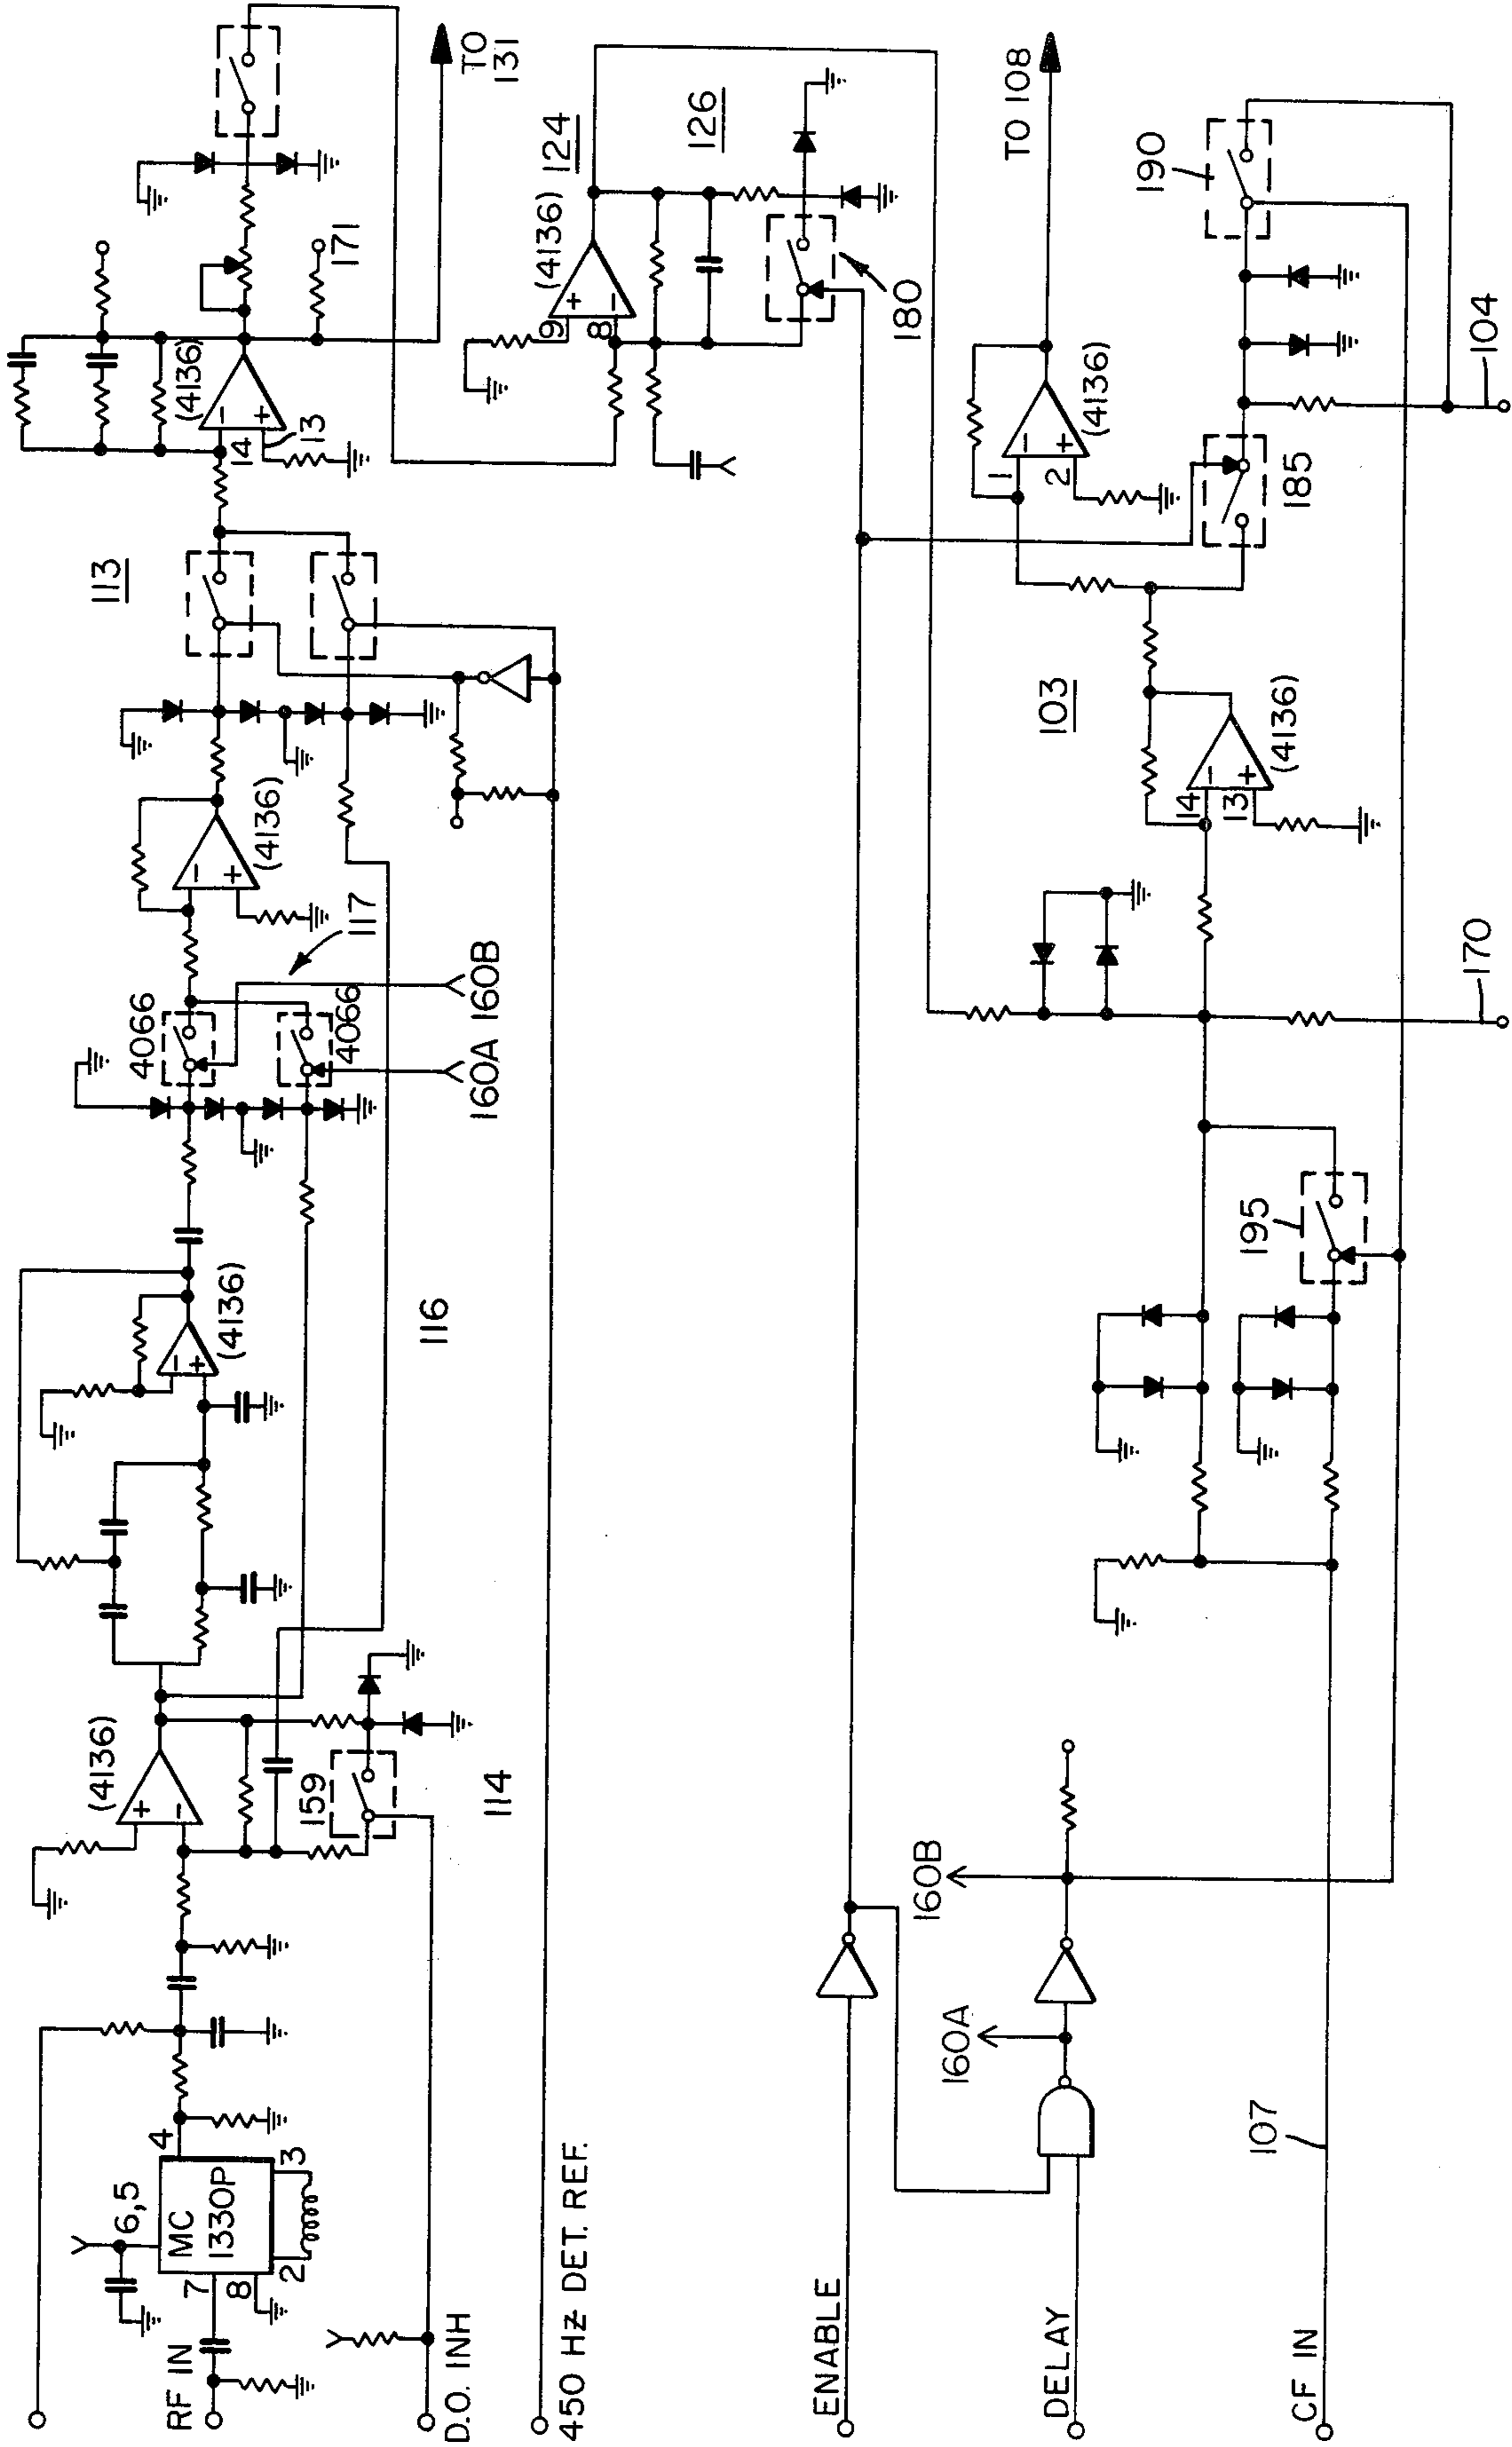 RF IN
7
8
MC
1330P
6,5
4
2
3
D.O. INH
450 HZ DET. REF.
(4136)
159
114
116
(4136)
4066
4066
160A
160B
117
(4136)
113
14
13
(4136)
171
TO
131
9
8
(4136)
124
126
180
ENABLE
DELAY
160A
160B
CF IN
107
195
170
103
14
13
(4136)
1
2
(4136)
TO 108
185
190
104